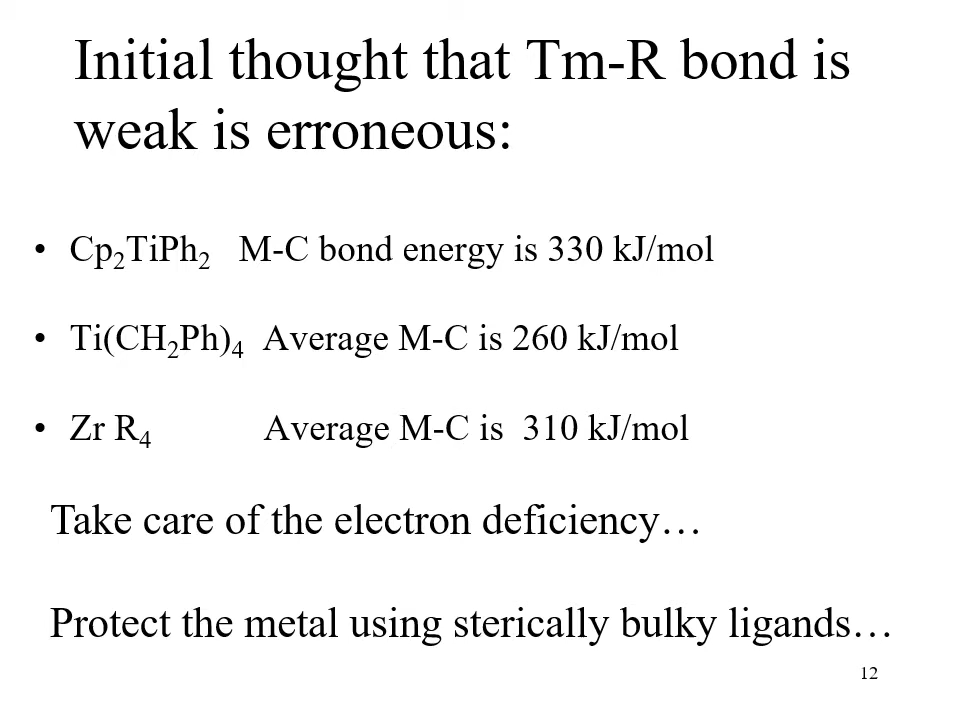 Initial thought that Tm-R bond is
weak is erroneous:
• Cp₂TiPh₂ M-C bond energy is 330 kJ/mol
• Ti(CH₂Ph)₄ Average M-C is 260 kJ/mol
• Zr R₄ Average M-C is 310 kJ/mol
Take care of the electron deficiency…
Protect the metal using sterically bulky ligands…
12